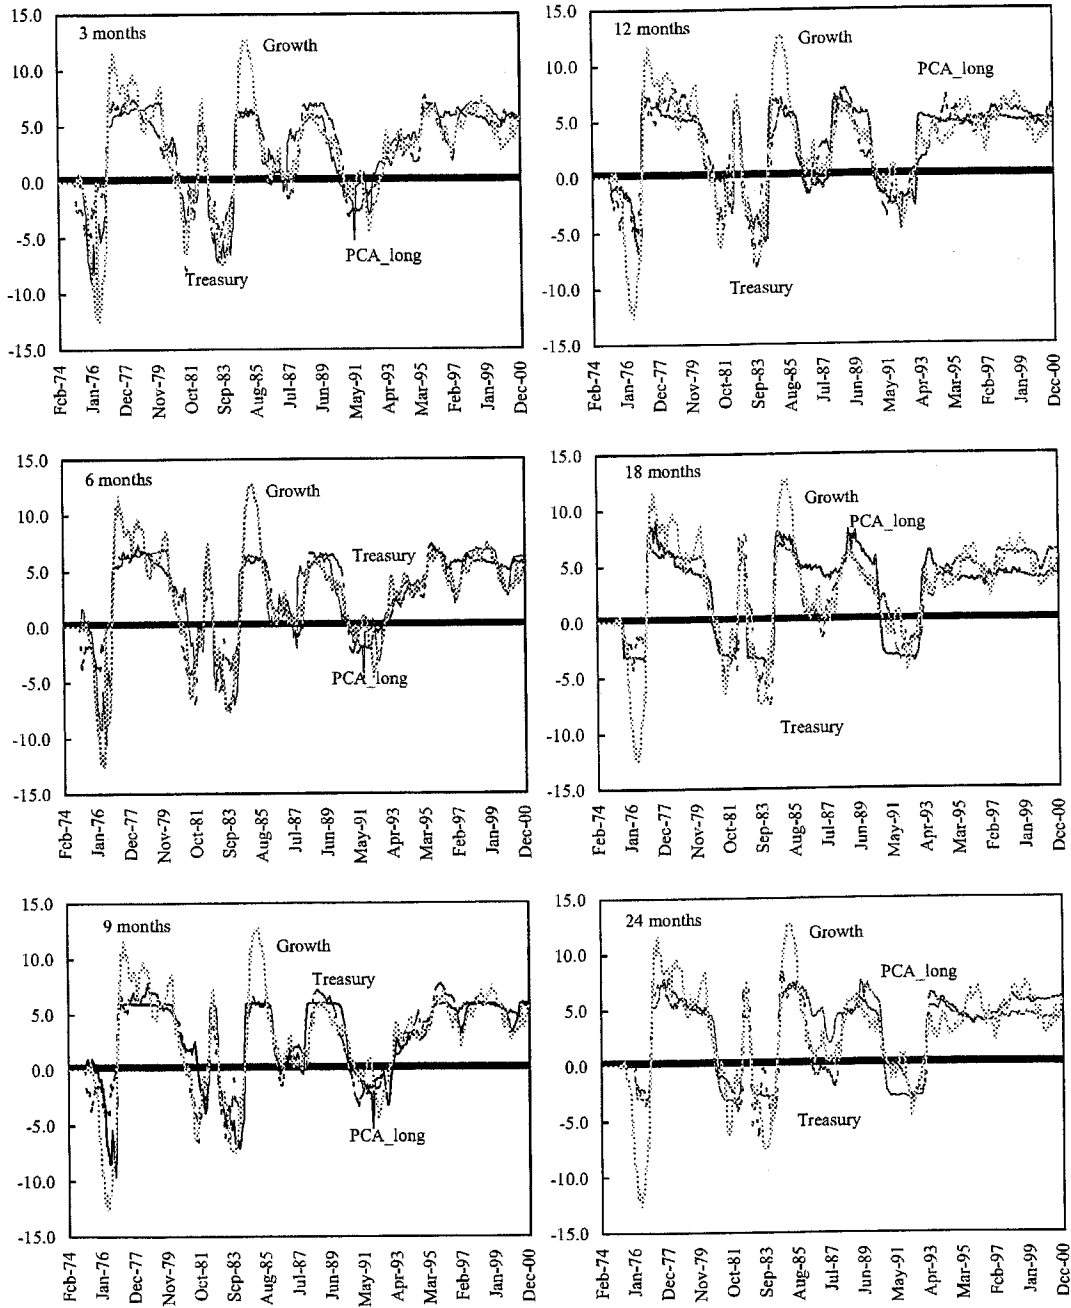 3 months
Growth
PCA_long
Treasury
15.0
10.0
5.0
0.0
-5.0
-10.0
-15.0
Feb-74
Jan-76
Dec-77
Nov-79
Oct-81
Sep-83
Aug-85
Jul-87
Jun-89
May-91
Apr-93
Mar-95
Feb-97
Jan-99
Dec-00
12 months
Growth
PCA_long
Treasury
15.0
10.0
5.0
0.0
-5.0
-10.0
-15.0
Feb-74
Jan-76
Dec-77
Nov-79
Oct-81
Sep-83
Aug-85
Jul-87
Jun-89
May-91
Apr-93
Mar-95
Feb-97
Jan-99
Dec-00
6 months
Growth
Treasury
PCA_long
15.0
10.0
5.0
0.0
-5.0
-10.0
-15.0
Feb-74
Jan-76
Dec-77
Nov-79
Oct-81
Sep-83
Aug-85
Jul-87
Jun-89
May-91
Apr-93
Mar-95
Feb-97
Jan-99
Dec-00
18 months
Growth
PCA_long
Treasury
15.0
10.0
5.0
0.0
-5.0
-10.0
-15.0
Feb-74
Jan-76
Dec-77
Nov-79
Oct-81
Sep-83
Aug-85
Jul-87
Jun-89
May-91
Apr-93
Mar-95
Feb-97
Jan-99
Dec-00
9 months
Growth
Treasury
PCA_long
15.0
10.0
5.0
0.0
-5.0
-10.0
-15.0
Feb-74
Jan-76
Dec-77
Nov-79
Oct-81
Sep-83
Aug-85
Jul-87
Jun-89
May-91
Apr-93
Mar-95
Feb-97
Jan-99
Dec-00
24 months
Growth
PCA_long
Treasury
15.0
10.0
5.0
0.0
-5.0
-10.0
-15.0
Feb-74
Jan-76
Dec-77
Nov-79
Oct-81
Sep-83
Aug-85
Jul-87
Jun-89
May-91
Apr-93
Mar-95
Feb-97
Jan-99
Dec-00